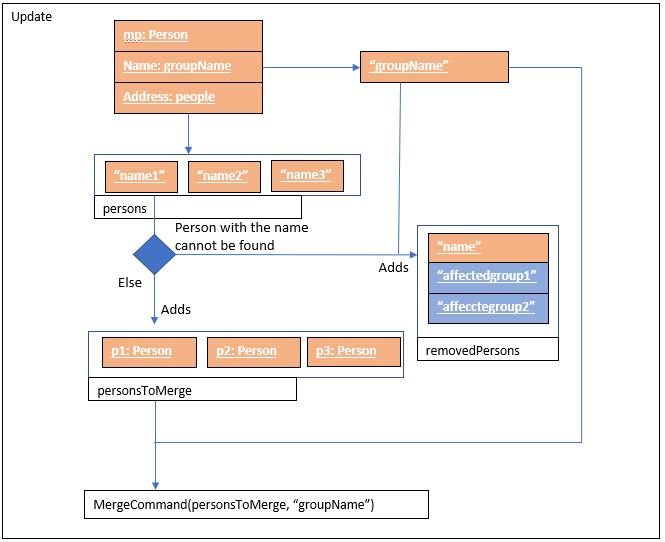 Update
mp: Person
Name: groupName
Address: people
“groupName”
“name1”
“name2”
“name3”
persons
Person with the name
cannot be found
Else
Adds
Adds
“name”
“affectedgroup1”
“affecctegroup2”
removedPersons
p1: Person
p2: Person
p3: Person
personsToMerge
MergeCommand(personsToMerge, “groupName”)